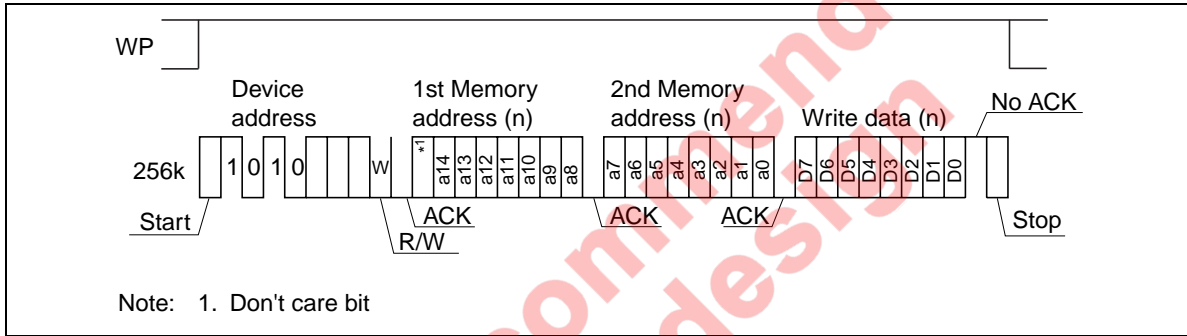 WP
Device address
1st Memory address (n)
2nd Memory address (n)
Write data (n)
No ACK
256k
1 0 1 0
W
*1
a14 a13 a12 a11 a10 a9 a8
a7 a6 a5 a4 a3 a2 a1 a0
D7 D6 D5 D4 D3 D2 D1 D0
Start
R/W
ACK
ACK
ACK
Stop
Note: 1. Don't care bit
ommend
design